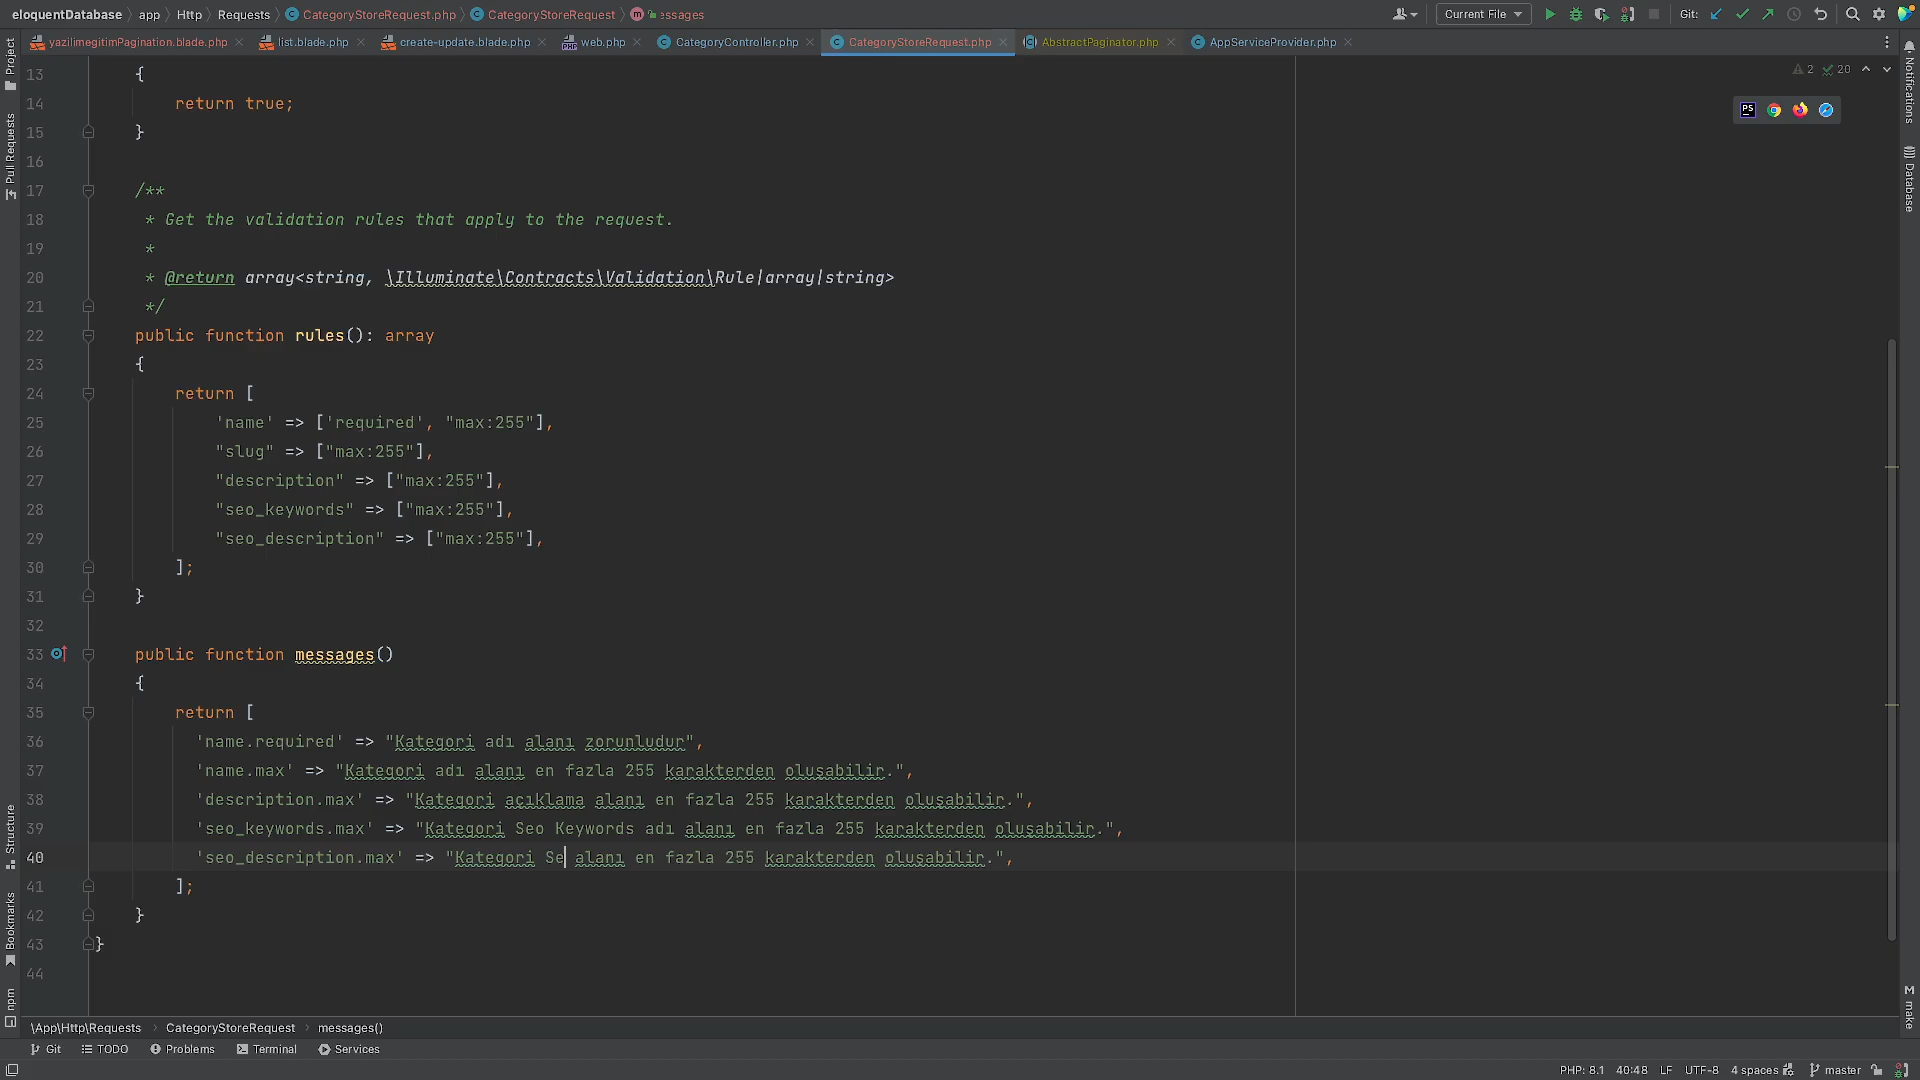 eloquentDatabase app Http Requests CategoryStoreRequest.php CategoryStoreRequest messages
Current File Git:
yazilimegitimPagination.blade.php list.blade.php create-update.blade.php web.php CategoryController.php CategoryStoreRequest.php AbstractPaginator.php AppServiceProvider.php
Project
Pull Requests
Structure
Bookmarks
npm
Notifications
Database
make
2 20
13 {
14 return true;
15 }
16
17 /**
18 * Get the validation rules that apply to the request.
19 *
20 * @return array<string, \Illuminate\Contracts\Validation\Rule|array|string>
21 */
22 public function rules(): array
23 {
24 return [
25 'name' => ['required', "max:255"],
26 "slug" => ["max:255"],
27 "description" => ["max:255"],
28 "seo_keywords" => ["max:255"],
29 "seo_description" => ["max:255"],
30 ];
31 }
32
33 public function messages()
34 {
35 return [
36 'name.required' => "Kategori adı alanı zorunludur",
37 'name.max' => "Kategori adı alanı en fazla 255 karakterden oluşabilir.",
38 'description.max' => "Kategori açıklama alanı en fazla 255 karakterden oluşabilir.",
39 'seo_keywords.max' => "Kategori Seo Keywords adı alanı en fazla 255 karakterden oluşabilir.",
40 'seo_description.max' => "Kategori Se alanı en fazla 255 karakterden oluşabilir.",
41 ];
42 }
43 }
44
\App\Http\Requests CategoryStoreRequest messages()
Git TODO Problems Terminal Services
PHP: 8.1 40:48 LF UTF-8 4 spaces master